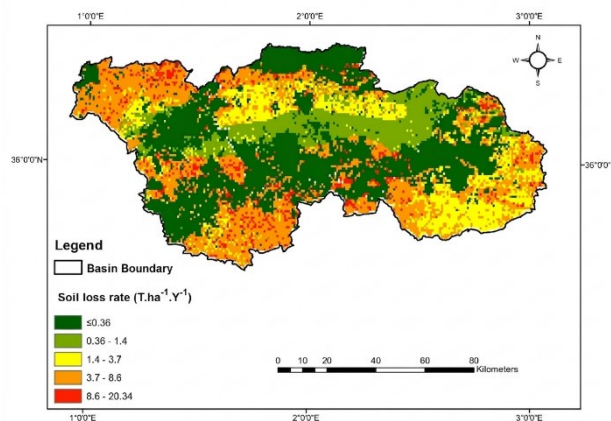 1°0'0"E 2°0'0"E 3°0'0"E
N
W E
S
36°0'0"N 36°0'0"N
Legend
Basin Boundary
Soil loss rate (T.ha⁻¹.Y⁻¹)
≤0.36
0.36 - 1.4
1.4 - 3.7
3.7 - 8.6
8.6 - 20.34
0 5 10 20 40 60 80
Kilometers
1°0'0"E 2°0'0"E 3°0'0"E